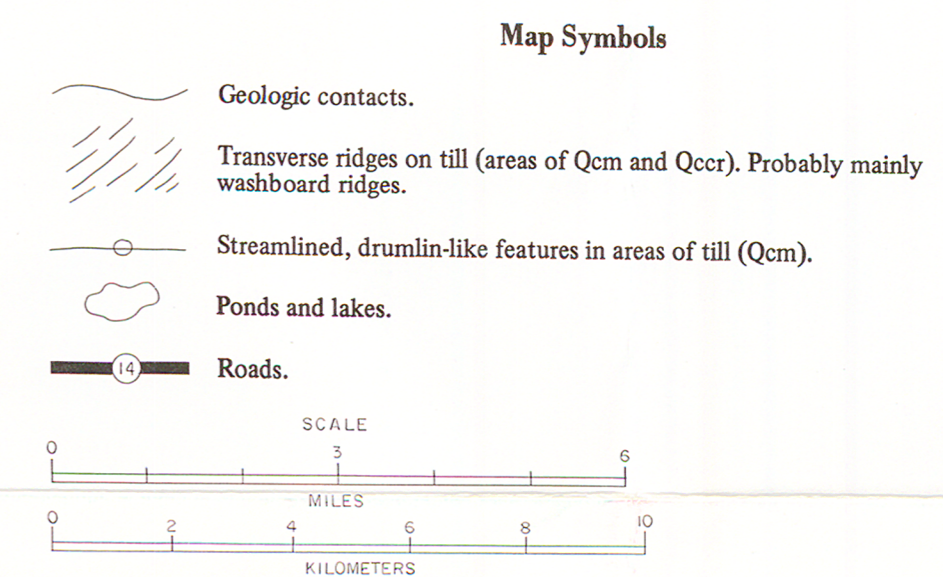 Map Symbols
Geologic contacts.
Transverse ridges on till (areas of Qcm and Qccr). Probably mainly
washboard ridges.
Streamlined, drumlin-like features in areas of till (Qcm).
Ponds and lakes.
14 Roads.
SCALE
0 3 6
MILES
0 2 4 6 8 10
KILOMETERS